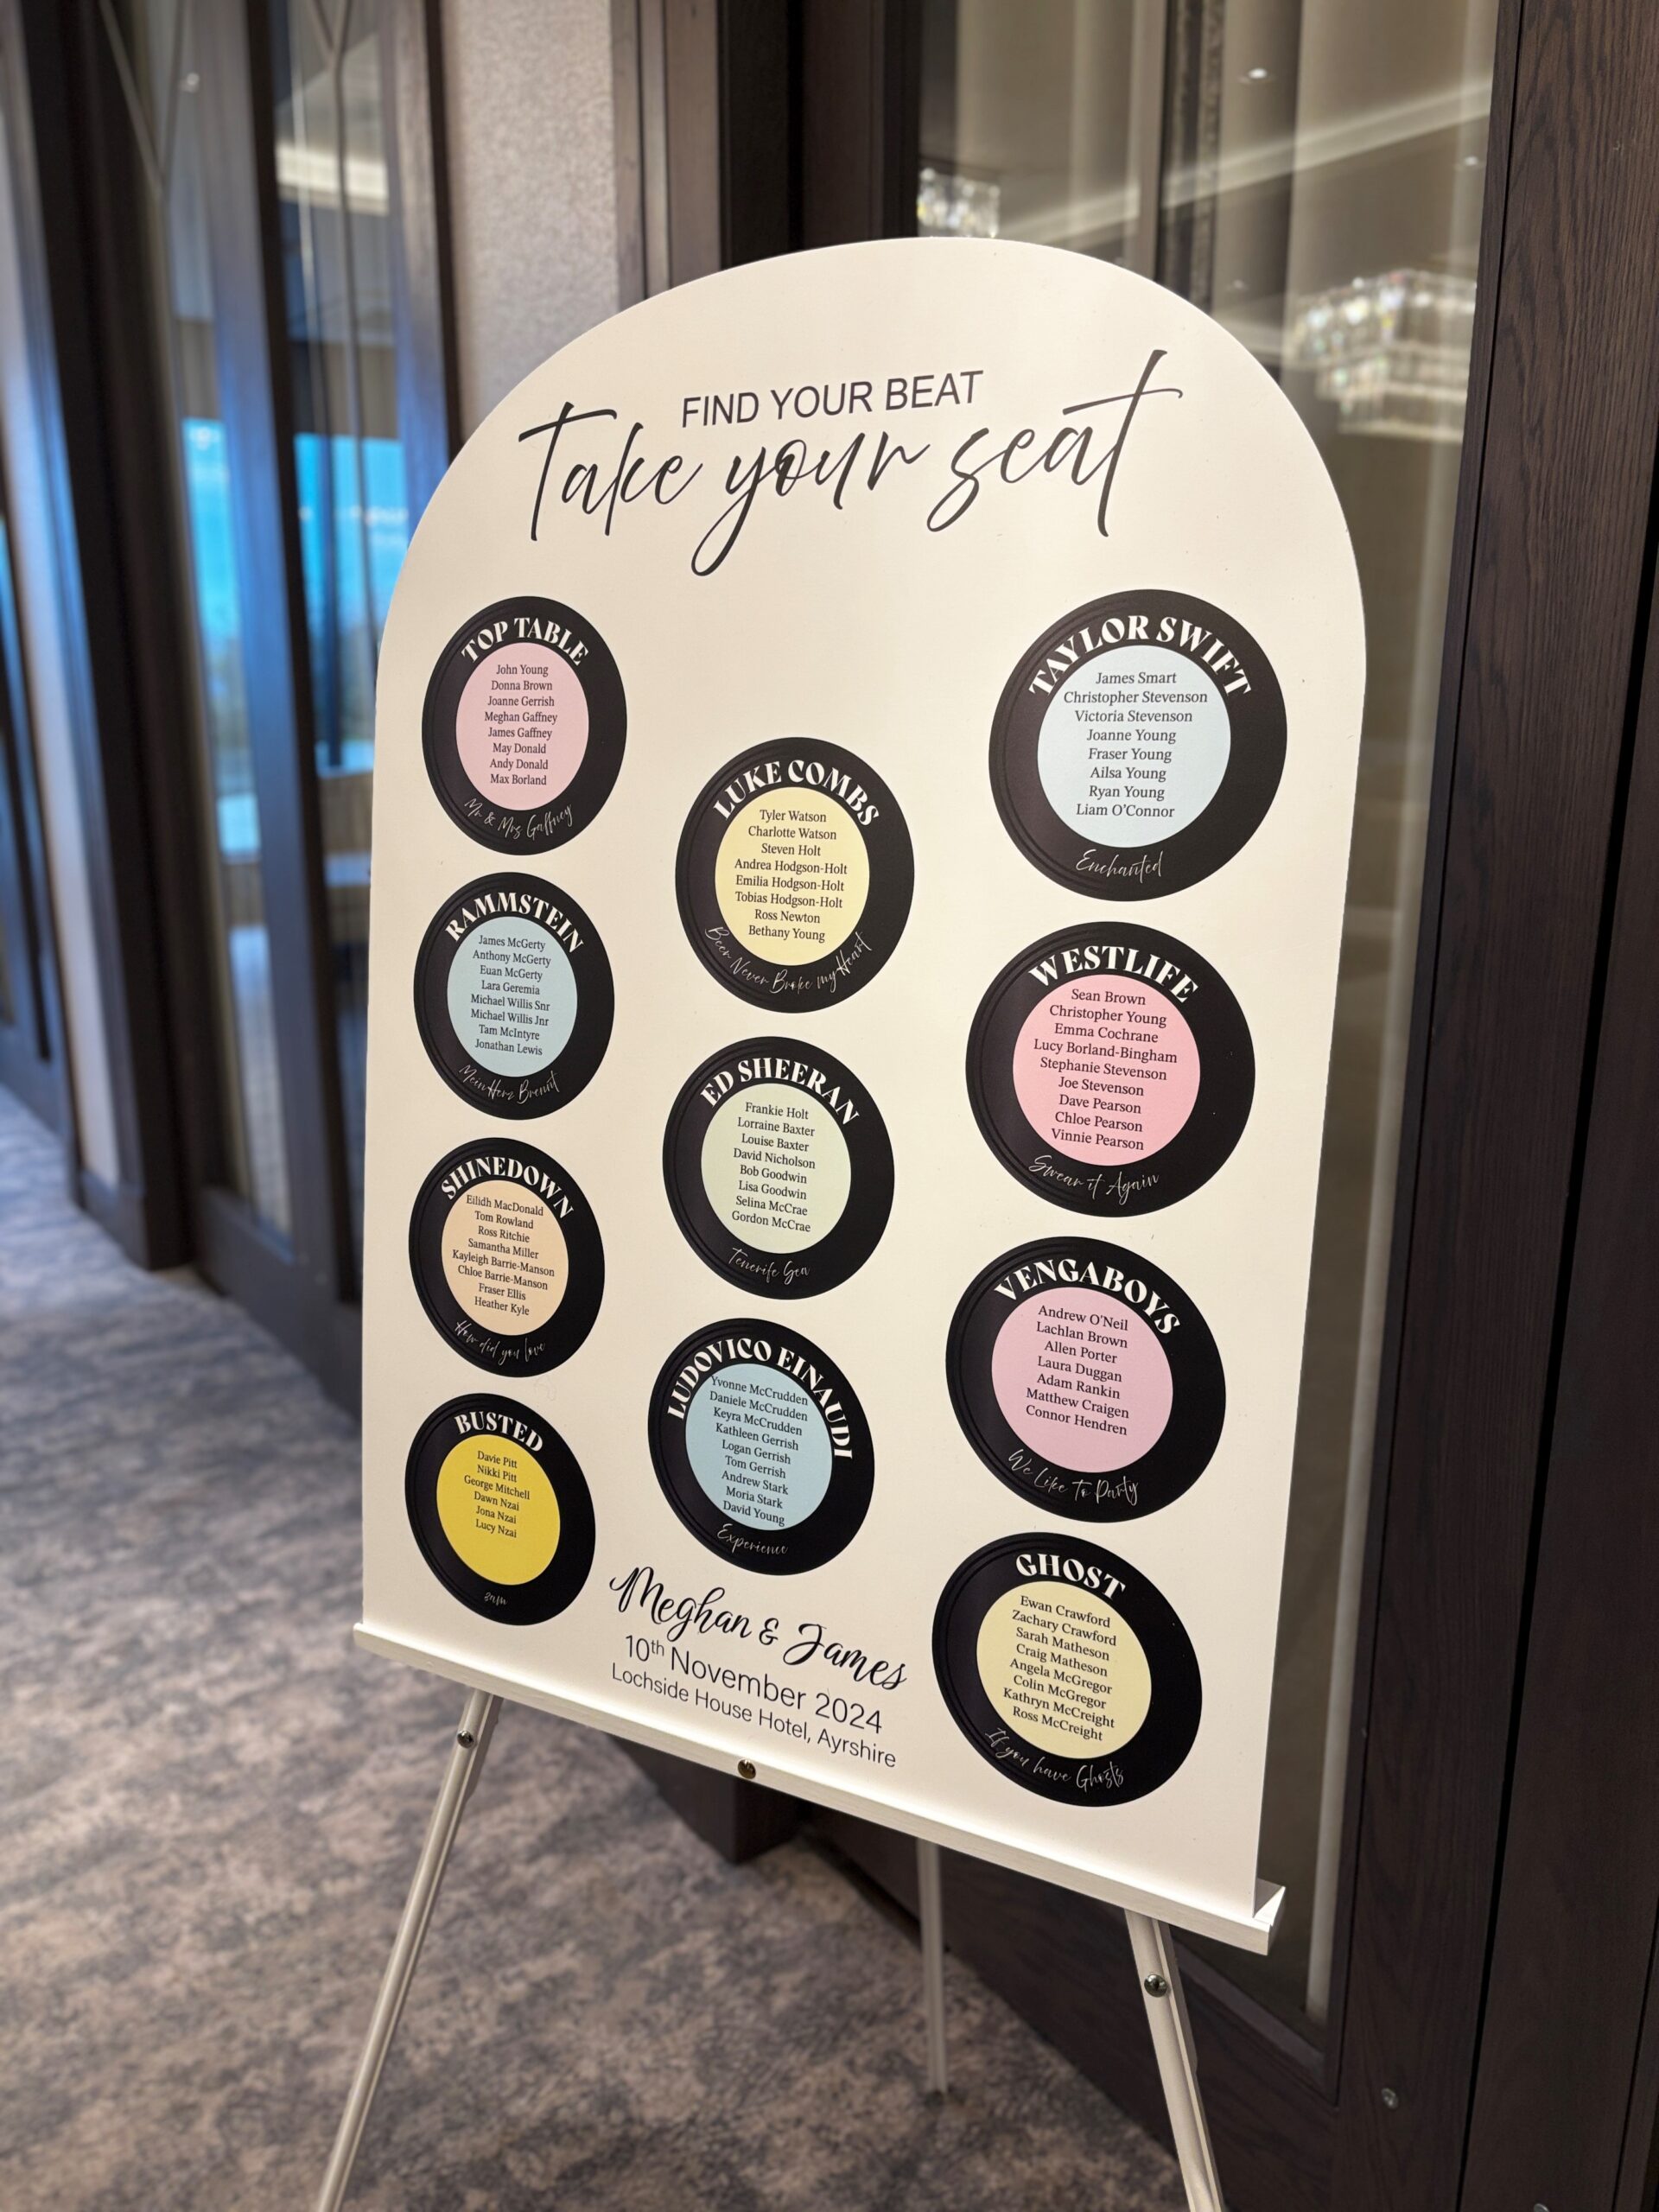 FIND YOUR BEAT
Take your seat
TOP TABLE
John Young
Donna Brown
Joanne Gerrish
Meghan Gaffney
James Gaffney
May Donald
Andy Donald
Max Borland
Mr & Mrs Gaffney
RAMMSTEIN
James McGerty
Anthony McGerty
Euan McGerty
Lara Geremia
Michael Willis Snr
Michael Willis Jnr
Tam McIntyre
Jonathan Lewis
Mein Herz Brennt
SHINEDOWN
Eilidh MacDonald
Tom Rowland
Ross Ritchie
Samantha Miller
Kayleigh Barrie-Manson
Chloe Barrie-Manson
Fraser Ellis
Heather Kyle
How did you love
BUSTED
Davie Pitt
Nikki Pitt
George Mitchell
Dawn Nzai
Jona Nzai
Lucy Nzai
3am
LUKE COMBS
Tyler Watson
Charlotte Watson
Steven Holt
Andrea Hodgson-Holt
Emilia Hodgson-Holt
Tobias Hodgson-Holt
Ross Newton
Bethany Young
Beer Never Broke my Heart
ED SHEERAN
Frankie Holt
Lorraine Baxter
Louise Baxter
David Nicholson
Bob Goodwin
Lisa Goodwin
Selina McCrae
Gordon McCrae
Tenerife Sea
LUDOVICO EINAUDI
Yvonne McCrudden
Daniele McCrudden
Keyra McCrudden
Kathleen Gerrish
Logan Gerrish
Tom Gerrish
Andrew Stark
Moria Stark
David Young
Experience
TAYLOR SWIFT
James Smart
Christopher Stevenson
Victoria Stevenson
Joanne Young
Fraser Young
Ailsa Young
Ryan Young
Liam O'Connor
Enchanted
WESTLIFE
Sean Brown
Christopher Young
Emma Cochrane
Lucy Borland-Bingham
Stephanie Stevenson
Joe Stevenson
Dave Pearson
Chloe Pearson
Vinnie Pearson
Swear it Again
VENGABOYS
Andrew O'Neil
Lachlan Brown
Allen Porter
Laura Duggan
Adam Rankin
Matthew Craigen
Connor Hendren
We Like To Party
GHOST
Ewan Crawford
Zachary Crawford
Sarah Matheson
Craig Matheson
Angela McGregor
Colin McGregor
Kathryn McCreight
Ross McCreight
If you have Ghosts
Meghan & James
10th November 2024
Lochside House Hotel, Ayrshire